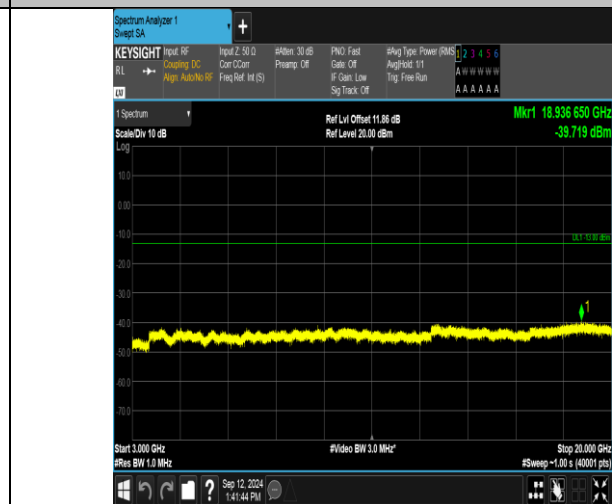 Spectrum Analyzer 1
Swept SA
+
KEYSIGHT Input: RF Input Z: 50 Ω #Atten: 30 dB PNO: Fast #Avg Type: Power (RMS 1 2 3 4 5 6
RL Coupling: DC Corr CCorr Preamp: Off Gate: Off Avg|Hold: 1/1 A W W W W W
Align: Auto/No RF Freq Ref: Int (S) IF Gain: Low Trig: Free Run
LXI Sig Track: Off A A A A A A
1 Spectrum Ref Lvl Offset 11.86 dB Mkr1 18.936 650 GHz
Scale/Div 10 dB Ref Level 20.00 dBm -39.719 dBm
Log
10.0
0.00
-10.0
DL1 -13.00 dBm
-20.0
-30.0
1
-40.0
-50.0
-60.0
-70.0
Start 3.000 GHz #Video BW 3.0 MHz* Stop 20.000 GHz
#Res BW 1.0 MHz #Sweep ~1.00 s (40001 pts)
? Sep 12, 2024
1:41:44 PM